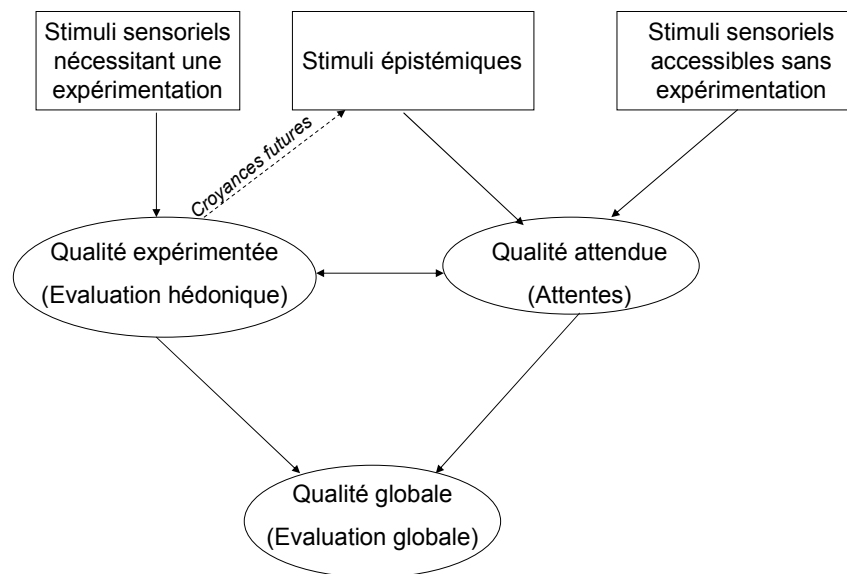 Stimuli sensoriels
nécessitant une
expérimentation
Stimuli épistémiques
Stimuli sensoriels
accessibles sans
expérimentation
Croyances futures
Qualité expérimentée
(Evaluation hédonique)
Qualité attendue
(Attentes)
Qualité globale
(Evaluation globale)